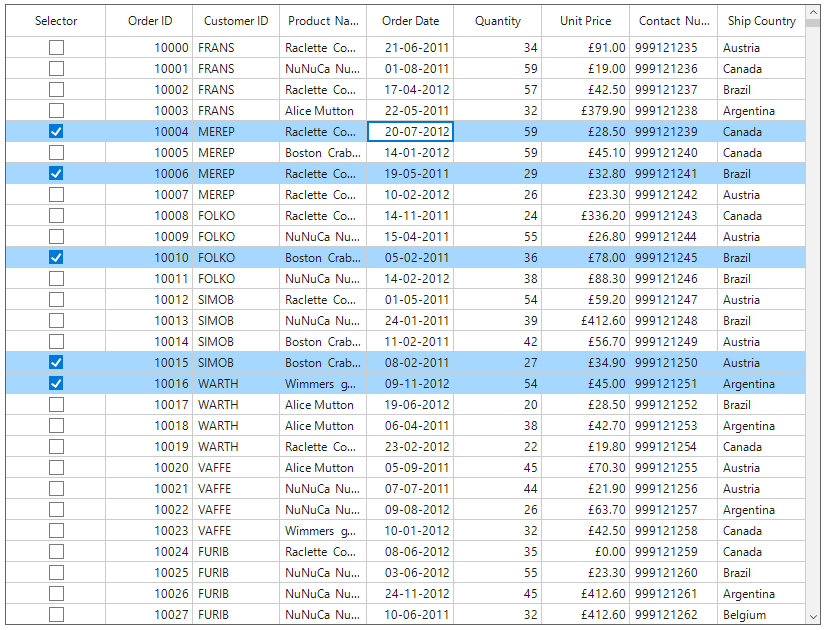 Selector Order ID Customer ID Product Na... Order Date Quantity Unit Price Contact Nu... Ship Country
10000 FRANS Raclette Co... 21-06-2011 34 £91.00 999121235 Austria
10001 FRANS NuNuCa Nu... 01-08-2011 59 £19.00 999121236 Canada
10002 FRANS Raclette Co... 17-04-2012 57 £42.50 999121237 Brazil
10003 FRANS Alice Mutton 22-05-2011 32 £379.90 999121238 Argentina
10004 MEREP Raclette Co... 20-07-2012 59 £28.50 999121239 Canada
10005 MEREP Boston Crab... 14-01-2012 59 £45.10 999121240 Canada
10006 MEREP Raclette Co... 19-05-2011 29 £32.80 999121241 Brazil
10007 MEREP Raclette Co... 10-02-2012 26 £23.30 999121242 Austria
10008 FOLKO Raclette Co... 14-11-2011 24 £336.20 999121243 Canada
10009 FOLKO NuNuCa Nu... 15-04-2011 55 £26.80 999121244 Austria
10010 FOLKO Boston Crab... 05-02-2011 36 £78.00 999121245 Brazil
10011 FOLKO NuNuCa Nu... 14-02-2012 38 £88.30 999121246 Brazil
10012 SIMOB Raclette Co... 01-05-2011 54 £59.20 999121247 Austria
10013 SIMOB NuNuCa Nu... 24-01-2011 39 £412.60 999121248 Brazil
10014 SIMOB Boston Crab... 11-02-2011 42 £56.70 999121249 Austria
10015 SIMOB Boston Crab... 08-02-2011 27 £34.90 999121250 Austria
10016 WARTH Wimmers g... 09-11-2012 54 £45.00 999121251 Argentina
10017 WARTH Alice Mutton 19-06-2012 20 £28.50 999121252 Brazil
10018 WARTH Alice Mutton 06-04-2011 38 £42.70 999121253 Argentina
10019 WARTH Raclette Co... 23-02-2012 22 £19.80 999121254 Canada
10020 VAFFE Alice Mutton 05-09-2011 45 £70.30 999121255 Austria
10021 VAFFE NuNuCa Nu... 07-07-2011 44 £21.90 999121256 Austria
10022 VAFFE NuNuCa Nu... 09-08-2012 26 £63.70 999121257 Argentina
10023 VAFFE Wimmers g... 10-01-2012 32 £42.50 999121258 Canada
10024 FURIB Raclette Co... 08-06-2012 35 £0.00 999121259 Canada
10025 FURIB NuNuCa Nu... 03-06-2012 55 £23.30 999121260 Brazil
10026 FURIB NuNuCa Nu... 24-11-2012 45 £412.60 999121261 Argentina
10027 FURIB NuNuCa Nu... 10-06-2011 32 £412.60 999121262 Belgium